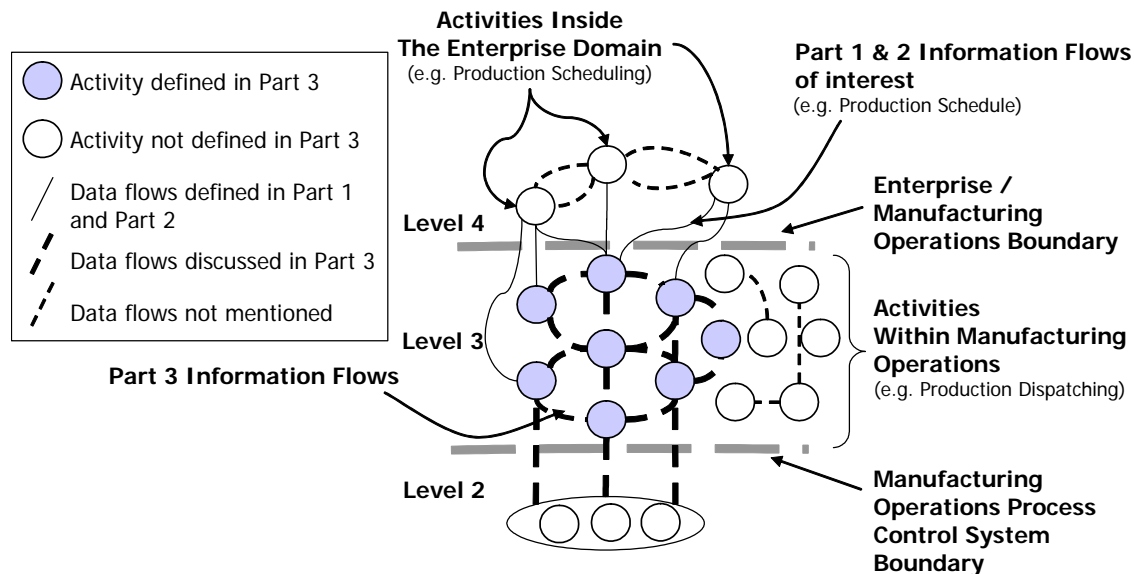 Activity defined in Part 3
Activity not defined in Part 3
Data flows defined in Part 1
and Part 2
Data flows discussed in Part 3
Data flows not mentioned
Activities Inside
The Enterprise Domain
(e.g. Production Scheduling)
Part 1 & 2 Information Flows
of interest
(e.g. Production Schedule)
Level 4
Enterprise /
Manufacturing
Operations Boundary
Level 3
Activities
Within Manufacturing
Operations
(e.g. Production Dispatching)
Part 3 Information Flows
Level 2
Manufacturing
Operations Process
Control System
Boundary